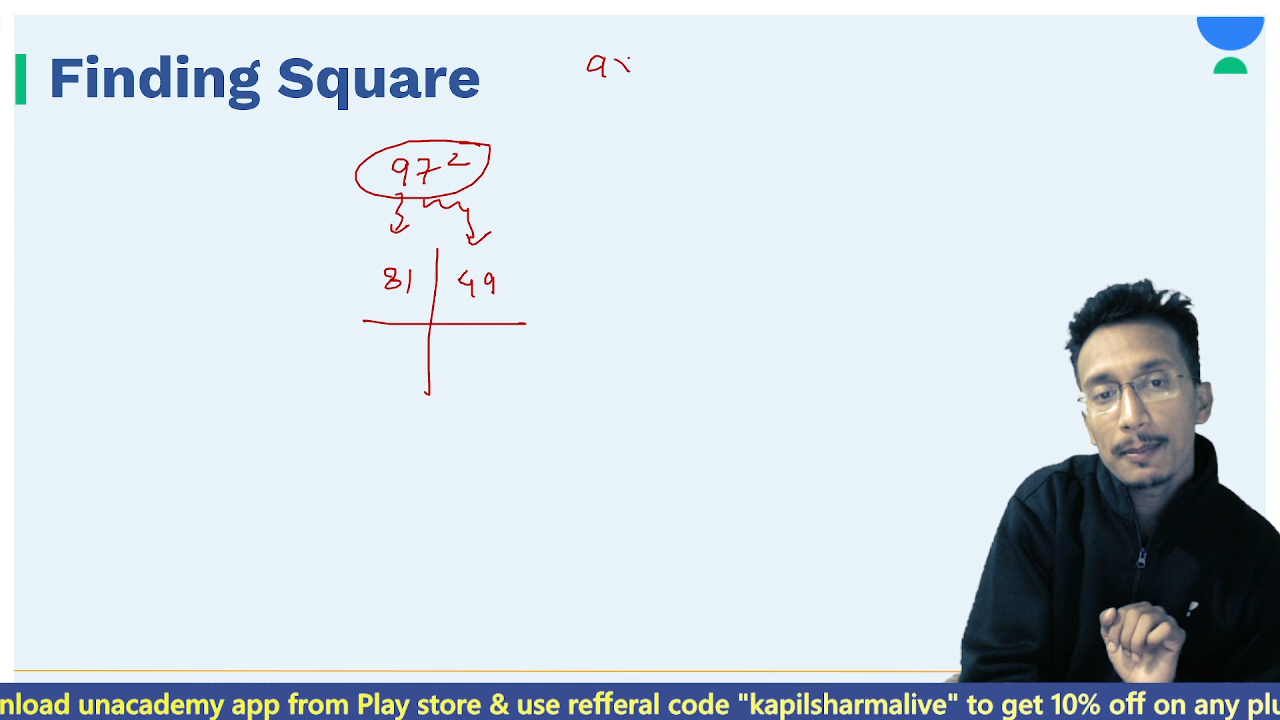 Finding Square
9×
97²
81 | 49
nload unacademy app from Play store & use refferal code "kapilsharmalive" to get 10% off on any plu